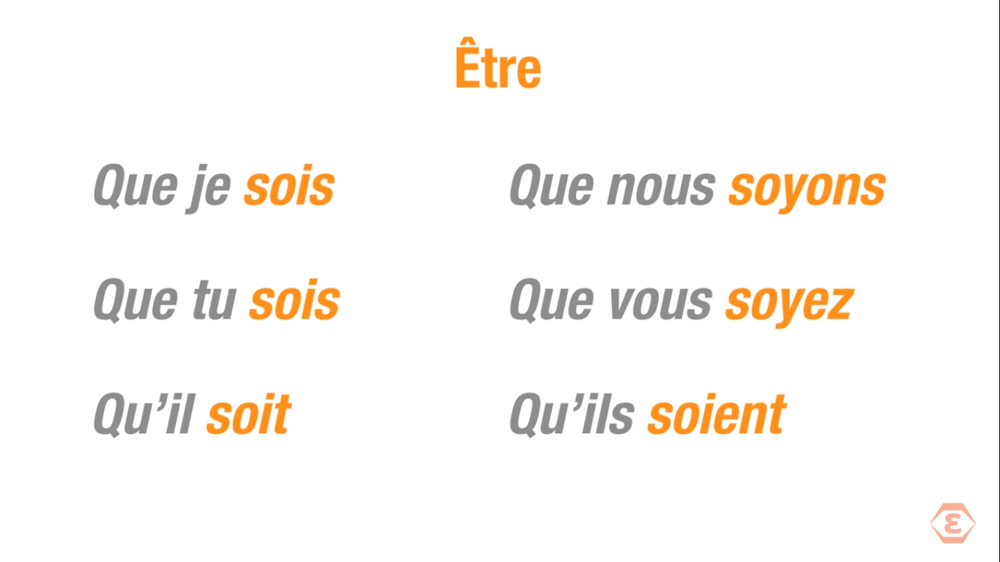 Être
Que je sois
Que tu sois
Qu’il soit
Que nous soyons
Que vous soyez
Qu’ils soient
ε